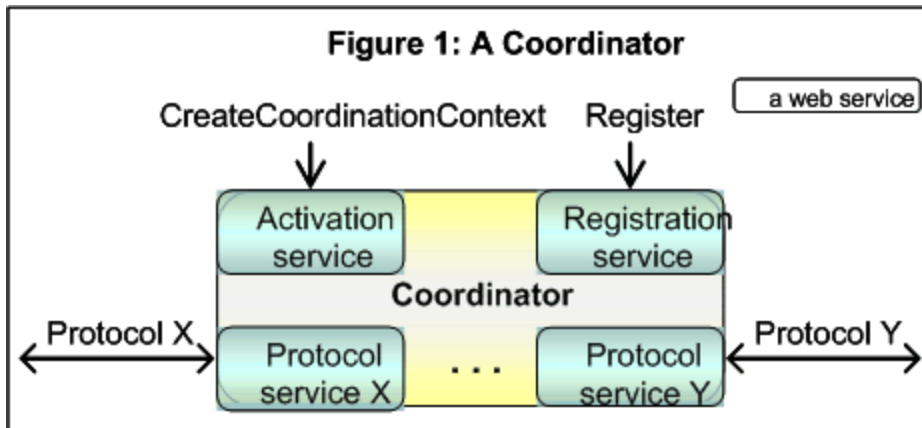 Figure 1: A Coordinator
a web service
CreateCoordinationContext
Register
Activation
service
Registration
service
Coordinator
Protocol X
Protocol Y
Protocol
service X
. . .
Protocol
service Y